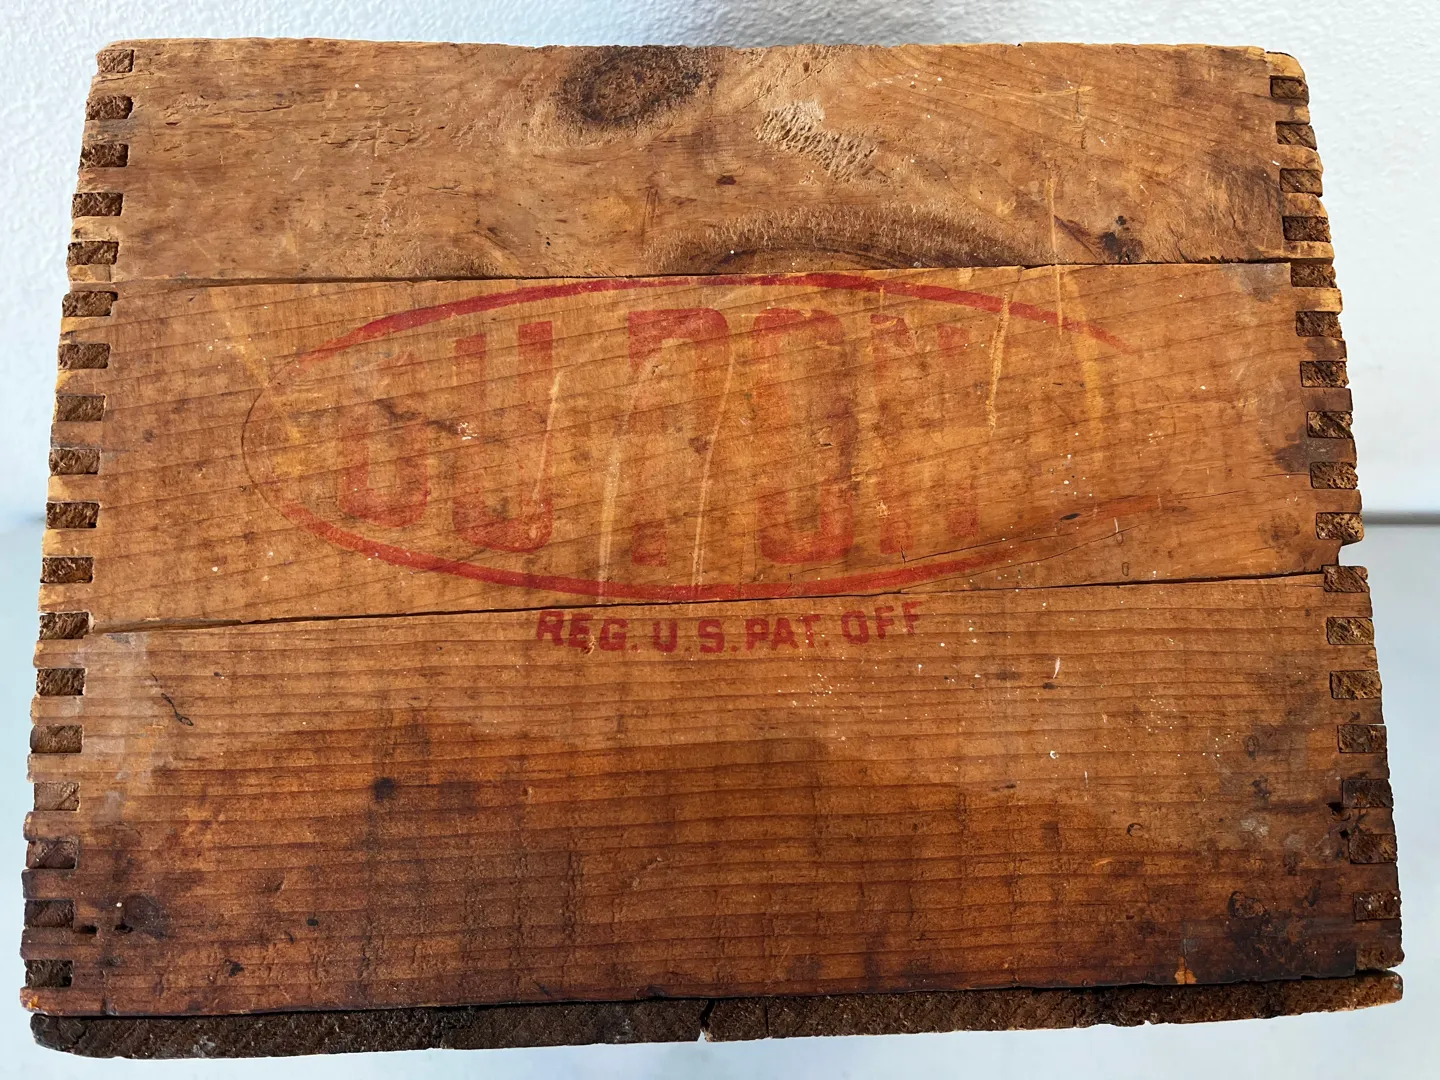 DU PONT
REG. U.S. PAT. OFF